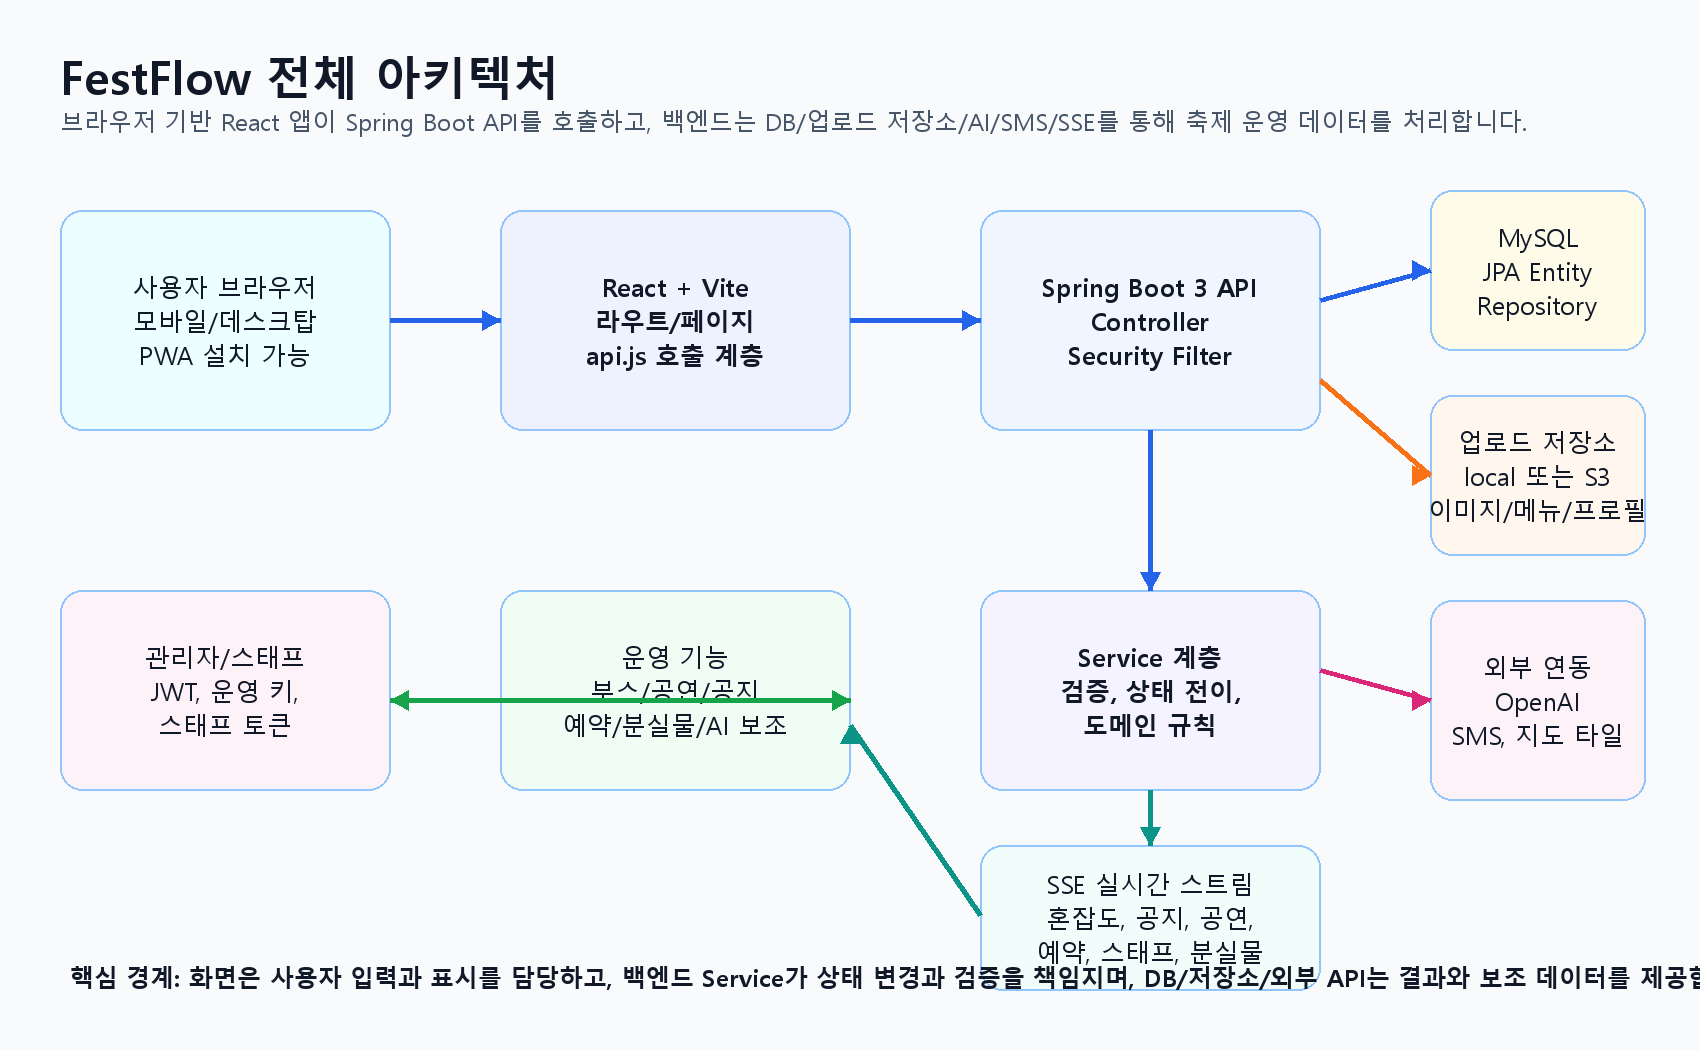 FestFlow 전체 아키텍처
브라우저 기반 React 앱이 Spring Boot API를 호출하고, 백엔드는 DB/업로드 저장소/AI/SMS/SSE를 통해 축제 운영 데이터를 처리합니다.
사용자 브라우저
모바일/데스크탑
PWA 설치 가능
React + Vite
라우트/페이지
api.js 호출 계층
Spring Boot 3 API
Controller
Security Filter
MySQL
JPA Entity
Repository
업로드 저장소
local 또는 S3
이미지/메뉴/프로필
관리자/스태프
JWT, 운영 키,
스태프 토큰
운영 기능
부스/공연/공지
예약/분실물/AI 보조
Service 계층
검증, 상태 전이,
도메인 규칙
외부 연동
OpenAI
SMS, 지도 타일
SSE 실시간 스트림
혼잡도, 공지, 공연,
예약, 스태프, 분실물
핵심 경계: 화면은 사용자 입력과 표시를 담당하고, 백엔드 Service가 상태 변경과 검증을 책임지며, DB/저장소/외부 API는 결과와 보조 데이터를